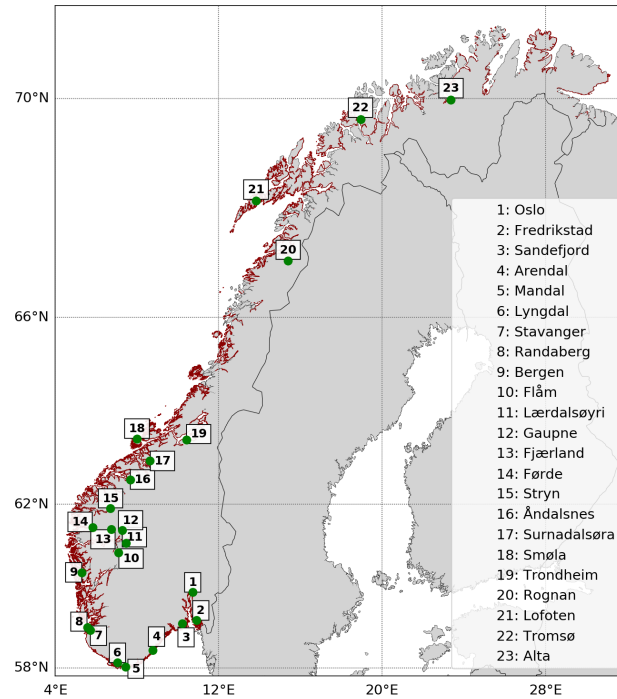 23
70°N
22
21
20
66°N
18
19
17
16
15
62°N
14
12
13
11
10
9
1
2
8
7
4
3
6
5
58°N
4°E
12°E
20°E
28°E
1: Oslo
2: Fredrikstad
3: Sandefjord
4: Arendal
5: Mandal
6: Lyngdal
7: Stavanger
8: Randaberg
9: Bergen
10: Flåm
11: Lærdalsøyri
12: Gaupne
13: Fjærland
14: Førde
15: Stryn
16: Åndalsnes
17: Surnadalsøra
18: Smøla
19: Trondheim
20: Rognan
21: Lofoten
22: Tromsø
23: Alta